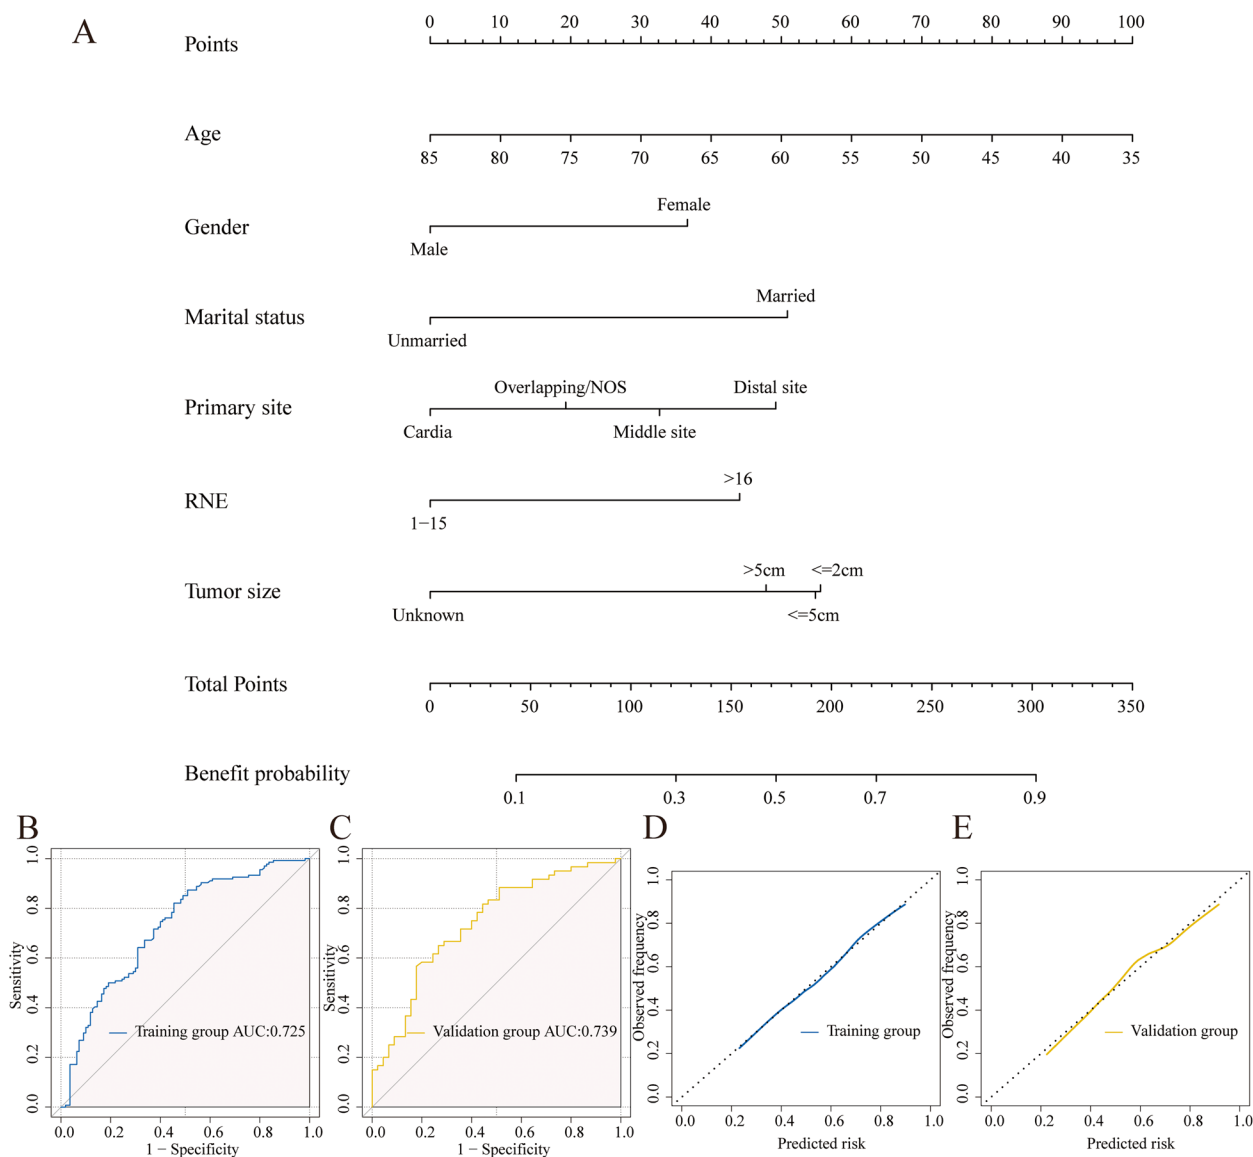 A
Points
0 10 20 30 40 50 60 70 80 90 100
Age
85 80 75 70 65 60 55 50 45 40 35
Gender
Female
Male
Marital status
Married
Unmarried
Primary site
Overlapping/NOS Distal site
Cardia Middle site
RNE
>16
1−15
Tumor size
>5cm <=2cm
Unknown <=5cm
Total Points
0 50 100 150 200 250 300 350
Benefit probability
0.1 0.3 0.5 0.7 0.9
B
Sensitivity
0.0 0.2 0.4 0.6 0.8 1.
Training group AUC:0.725
0.0 0.2 0.4 0.6 0.8 1.0
1 − Specificity
C
Sensitivity
0.0 0.2 0.4 0.6 0.8 1.
Validation group AUC:0.739
0.0 0.2 0.4 0.6 0.8 1.0
1 − Specificity
D
Observed frequency
0.0 0.2 0.4 0.6 0.8 1.0
Training group
0.0 0.2 0.4 0.6 0.8 1.0
Predicted risk
E
Observed frequency
0.0 0.2 0.4 0.6 0.8 1.0
Validation group
0.0 0.2 0.4 0.6 0.8 1.0
Predicted risk